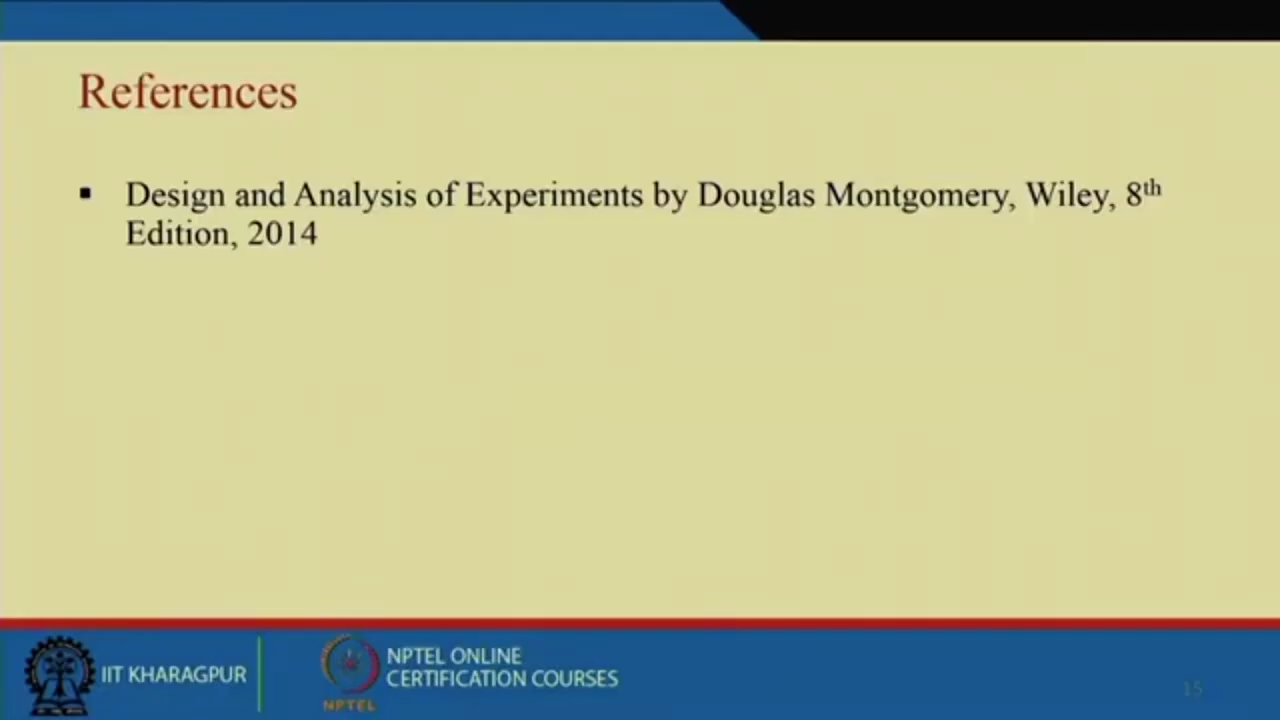 References
▪ Design and Analysis of Experiments by Douglas Montgomery, Wiley, 8th
Edition, 2014
IIT KHARAGPUR
NPTEL
NPTEL ONLINE
CERTIFICATION COURSES
15